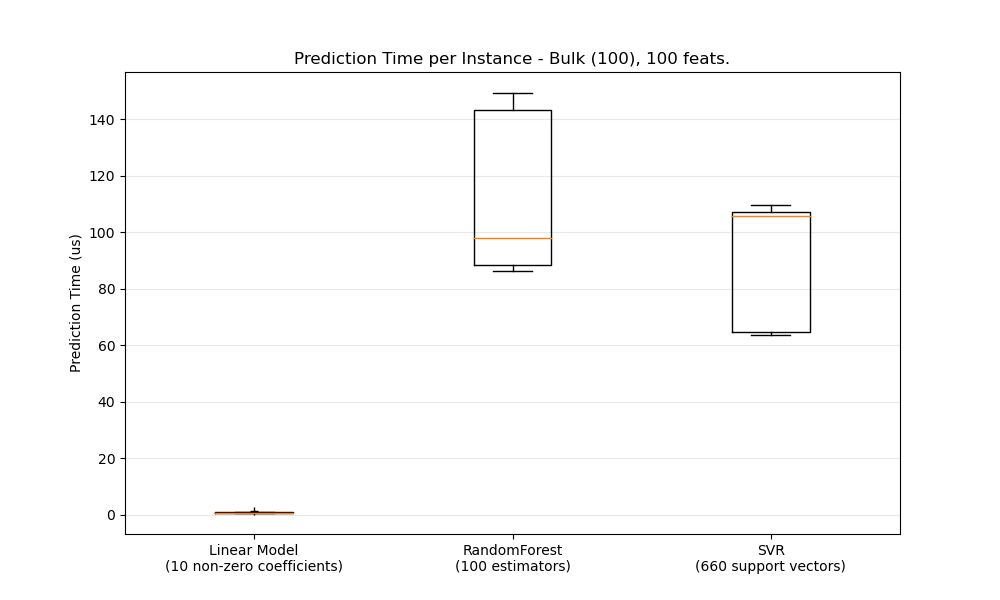 Prediction Time per Instance - Bulk (100), 100 feats.
Prediction Time (us)
140
120
100
80
60
40
20
0
Linear Model
(10 non-zero coefficients)
RandomForest
(100 estimators)
SVR
(660 support vectors)